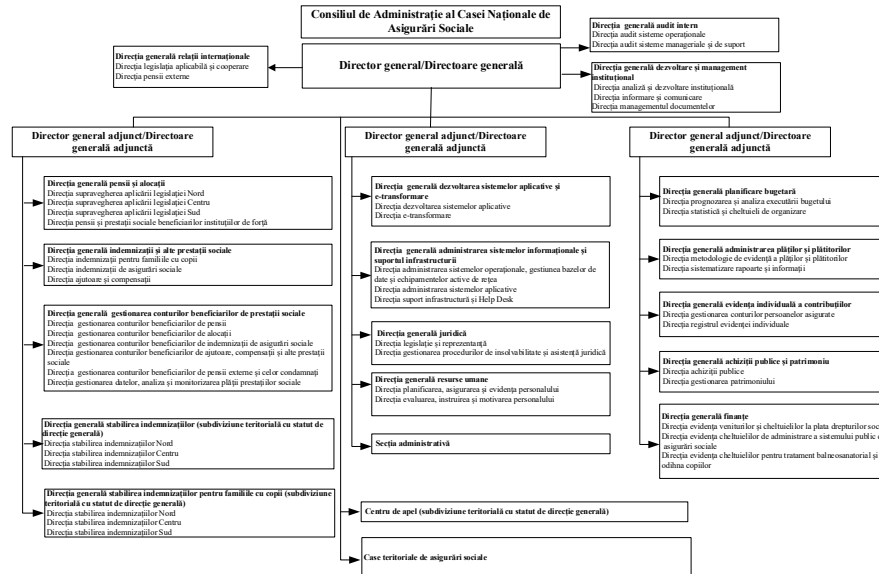 Consiliul de Administrație al Casei Naționale de
Asigurări Sociale
Director general/Directoare generală
Direcția generală relații internaționale
Direcția legislația aplicabilă și cooperare
Direcția pensii externe
Direcția generală audit intern
Direcția audit sisteme operaționale
Direcția audit sisteme manageriale și de suport
Direcția generală dezvoltare și management
instituțional
Direcția analiză și dezvoltare instituțională
Direcția informare și comunicare
Direcția managementul documentelor
Director general adjunct/Directoare
generală adjunctă
Direcția generală pensii și alocații
Direcția supravegherea aplicării legislației Nord
Direcția supravegherea aplicării legislației Centru
Direcția supravegherea aplicării legislației Sud
Direcția pensii și prestații sociale beneficiarilor instituțiilor de forță
Direcția generală indemnizații și alte prestații sociale
Direcția indemnizații pentru familiile cu copii
Direcția indemnizații de asigurări sociale
Direcția ajutoare și compensații
Direcția generală gestionarea conturilor beneficiarilor de prestații sociale
Direcția gestionarea conturilor beneficiarilor de pensii
Direcția gestionarea conturilor beneficiarilor de alocații
Direcția gestionarea conturilor beneficiarilor de indemnizații de asigurări sociale
Direcția gestionarea conturilor beneficiarilor de ajutoare, compensații și alte prestații
sociale
Direcția gestionarea conturilor beneficiarilor de pensii externe și celor condamnați
Direcția gestionarea datelor, analiza și monitorizarea plății prestațiilor sociale
Direcția generală stabilirea indemnizațiilor (subdiviziune teritorială cu statut de
direcție generală)
Direcția stabilirea indemnizațiilor Nord
Direcția stabilirea indemnizațiilor Centru
Direcția stabilirea indemnizațiilor Sud
Direcția generală stabilirea indemnizațiilor pentru familiile cu copii (subdiviziune
teritorială cu statut de direcție generală)
Direcția stabilirea indemnizațiilor Nord
Direcția stabilirea indemnizațiilor Centru
Direcția stabilirea indemnizațiilor Sud
Director general adjunct/Directoare
generală adjunctă
Direcția generală dezvoltarea sistemelor aplicative și
e-transformare
Direcția dezvoltarea sistemelor aplicative
Direcția e-transformare
Direcția generală administrarea sistemelor informaționale și
suportul infrastructurii
Direcția administrarea sistemelor operaționale, gestiunea bazelor de
date și echipamentelor active de rețea
Direcția administrarea sistemelor aplicative
Direcția suport infrastructură și Help Desk
Direcția generală juridică
Direcția legislație și reprezentanță
Direcția gestionarea procedurilor de insolvabilitate și asistență juridică
Direcția generală resurse umane
Direcția planificarea, asigurarea și evidența personalului
Direcția evaluarea, instruirea și motivarea personalului
Secția administrativă
Centru de apel (subdiviziune teritorială cu statut de direcție generală)
Case teritoriale de asigurări sociale
Director general adjunct/Directoare
generală adjunctă
Direcția generală planificare bugetară
Direcția prognozarea și analiza executării bugetului
Direcția statistică și cheltuieli de organizare
Direcția generală administrarea plăților și plătitorilor
Direcția metodologie de evidență a plăților și plătitorilor
Direcția sistematizare rapoarte și informații
Direcția generală evidența individuală a contribuțiilor
Direcția gestionarea conturilor persoanelor asigurate
Direcția registrul evidenței individuale
Direcția generală achiziții publice și patrimoniu
Direcția achiziții publice
Direcția gestionarea patrimoniului
Direcția generală finanțe
Direcția evidența veniturilor și cheltuielilor la plata drepturilor soc
Direcția evidența cheltuielilor de administrare a sistemului public
asigurări sociale
Direcția evidența cheltuielilor pentru tratament balneosanatorial și
odihna copiilor